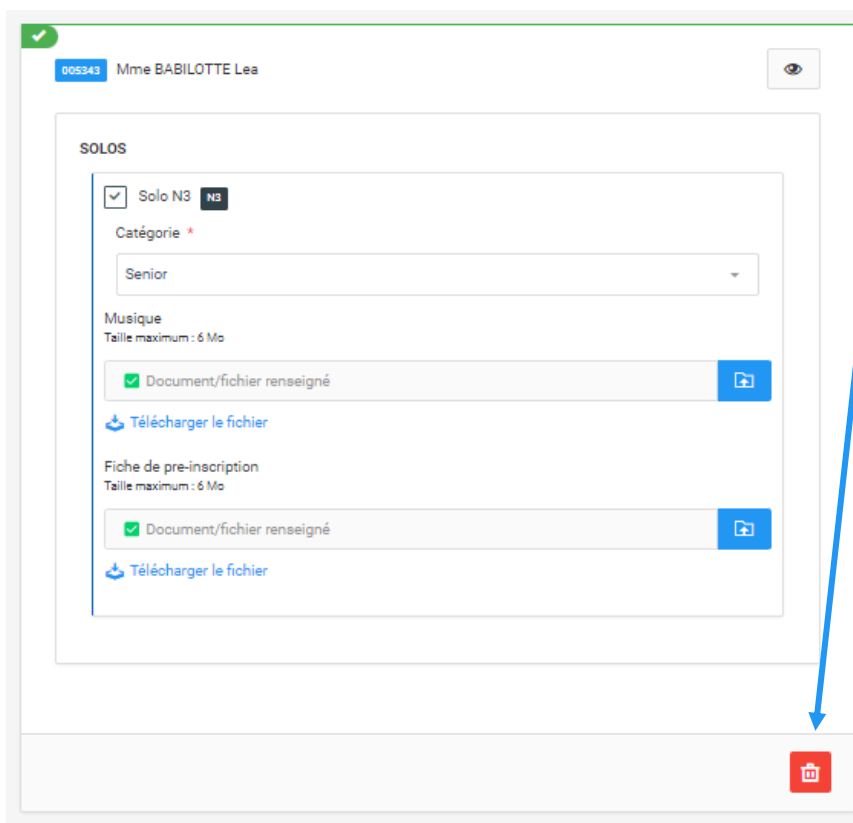 005343 Mme BABILOTTE Lea
SOLOS
Solo N3 N3
Catégorie *
Senior
Musique
Taille maximum : 6 Mo
Document/fichier renseigné
Télécharger le fichier
Fiche de pre-inscription
Taille maximum : 6 Mo
Document/fichier renseigné
Télécharger le fichier